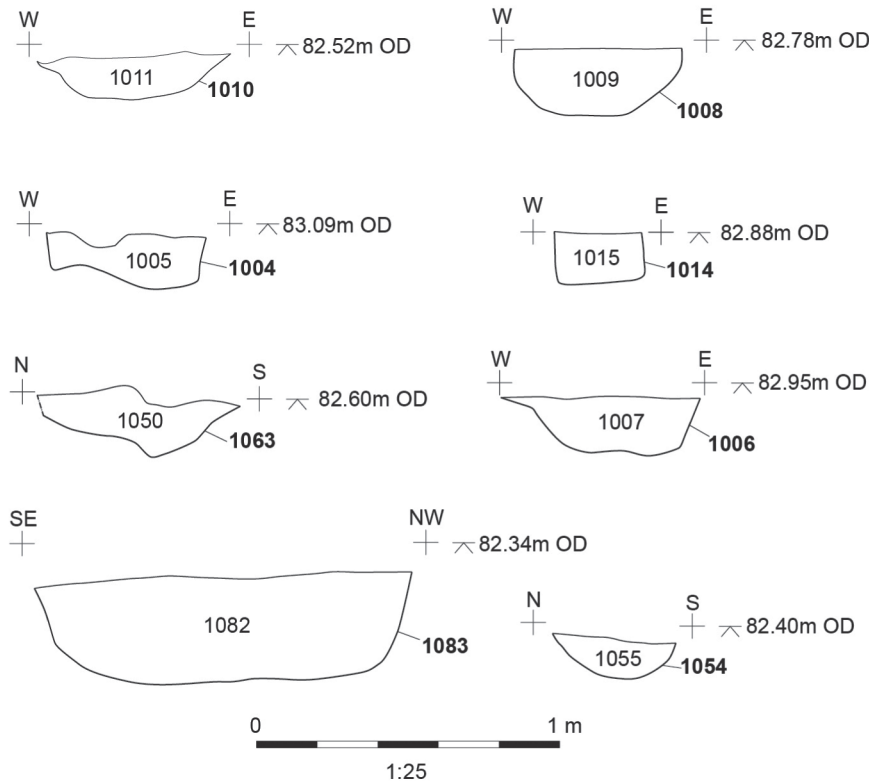 W E 82.52m OD
1011
1010
W E 82.78m OD
1009
1008
W E 83.09m OD
1005
1004
W E 82.88m OD
1015
1014
N S 82.60m OD
1050
1063
W E 82.95m OD
1007
1006
SE NW 82.34m OD
1082
1083
N S 82.40m OD
1055
1054
0 1 m
1:25